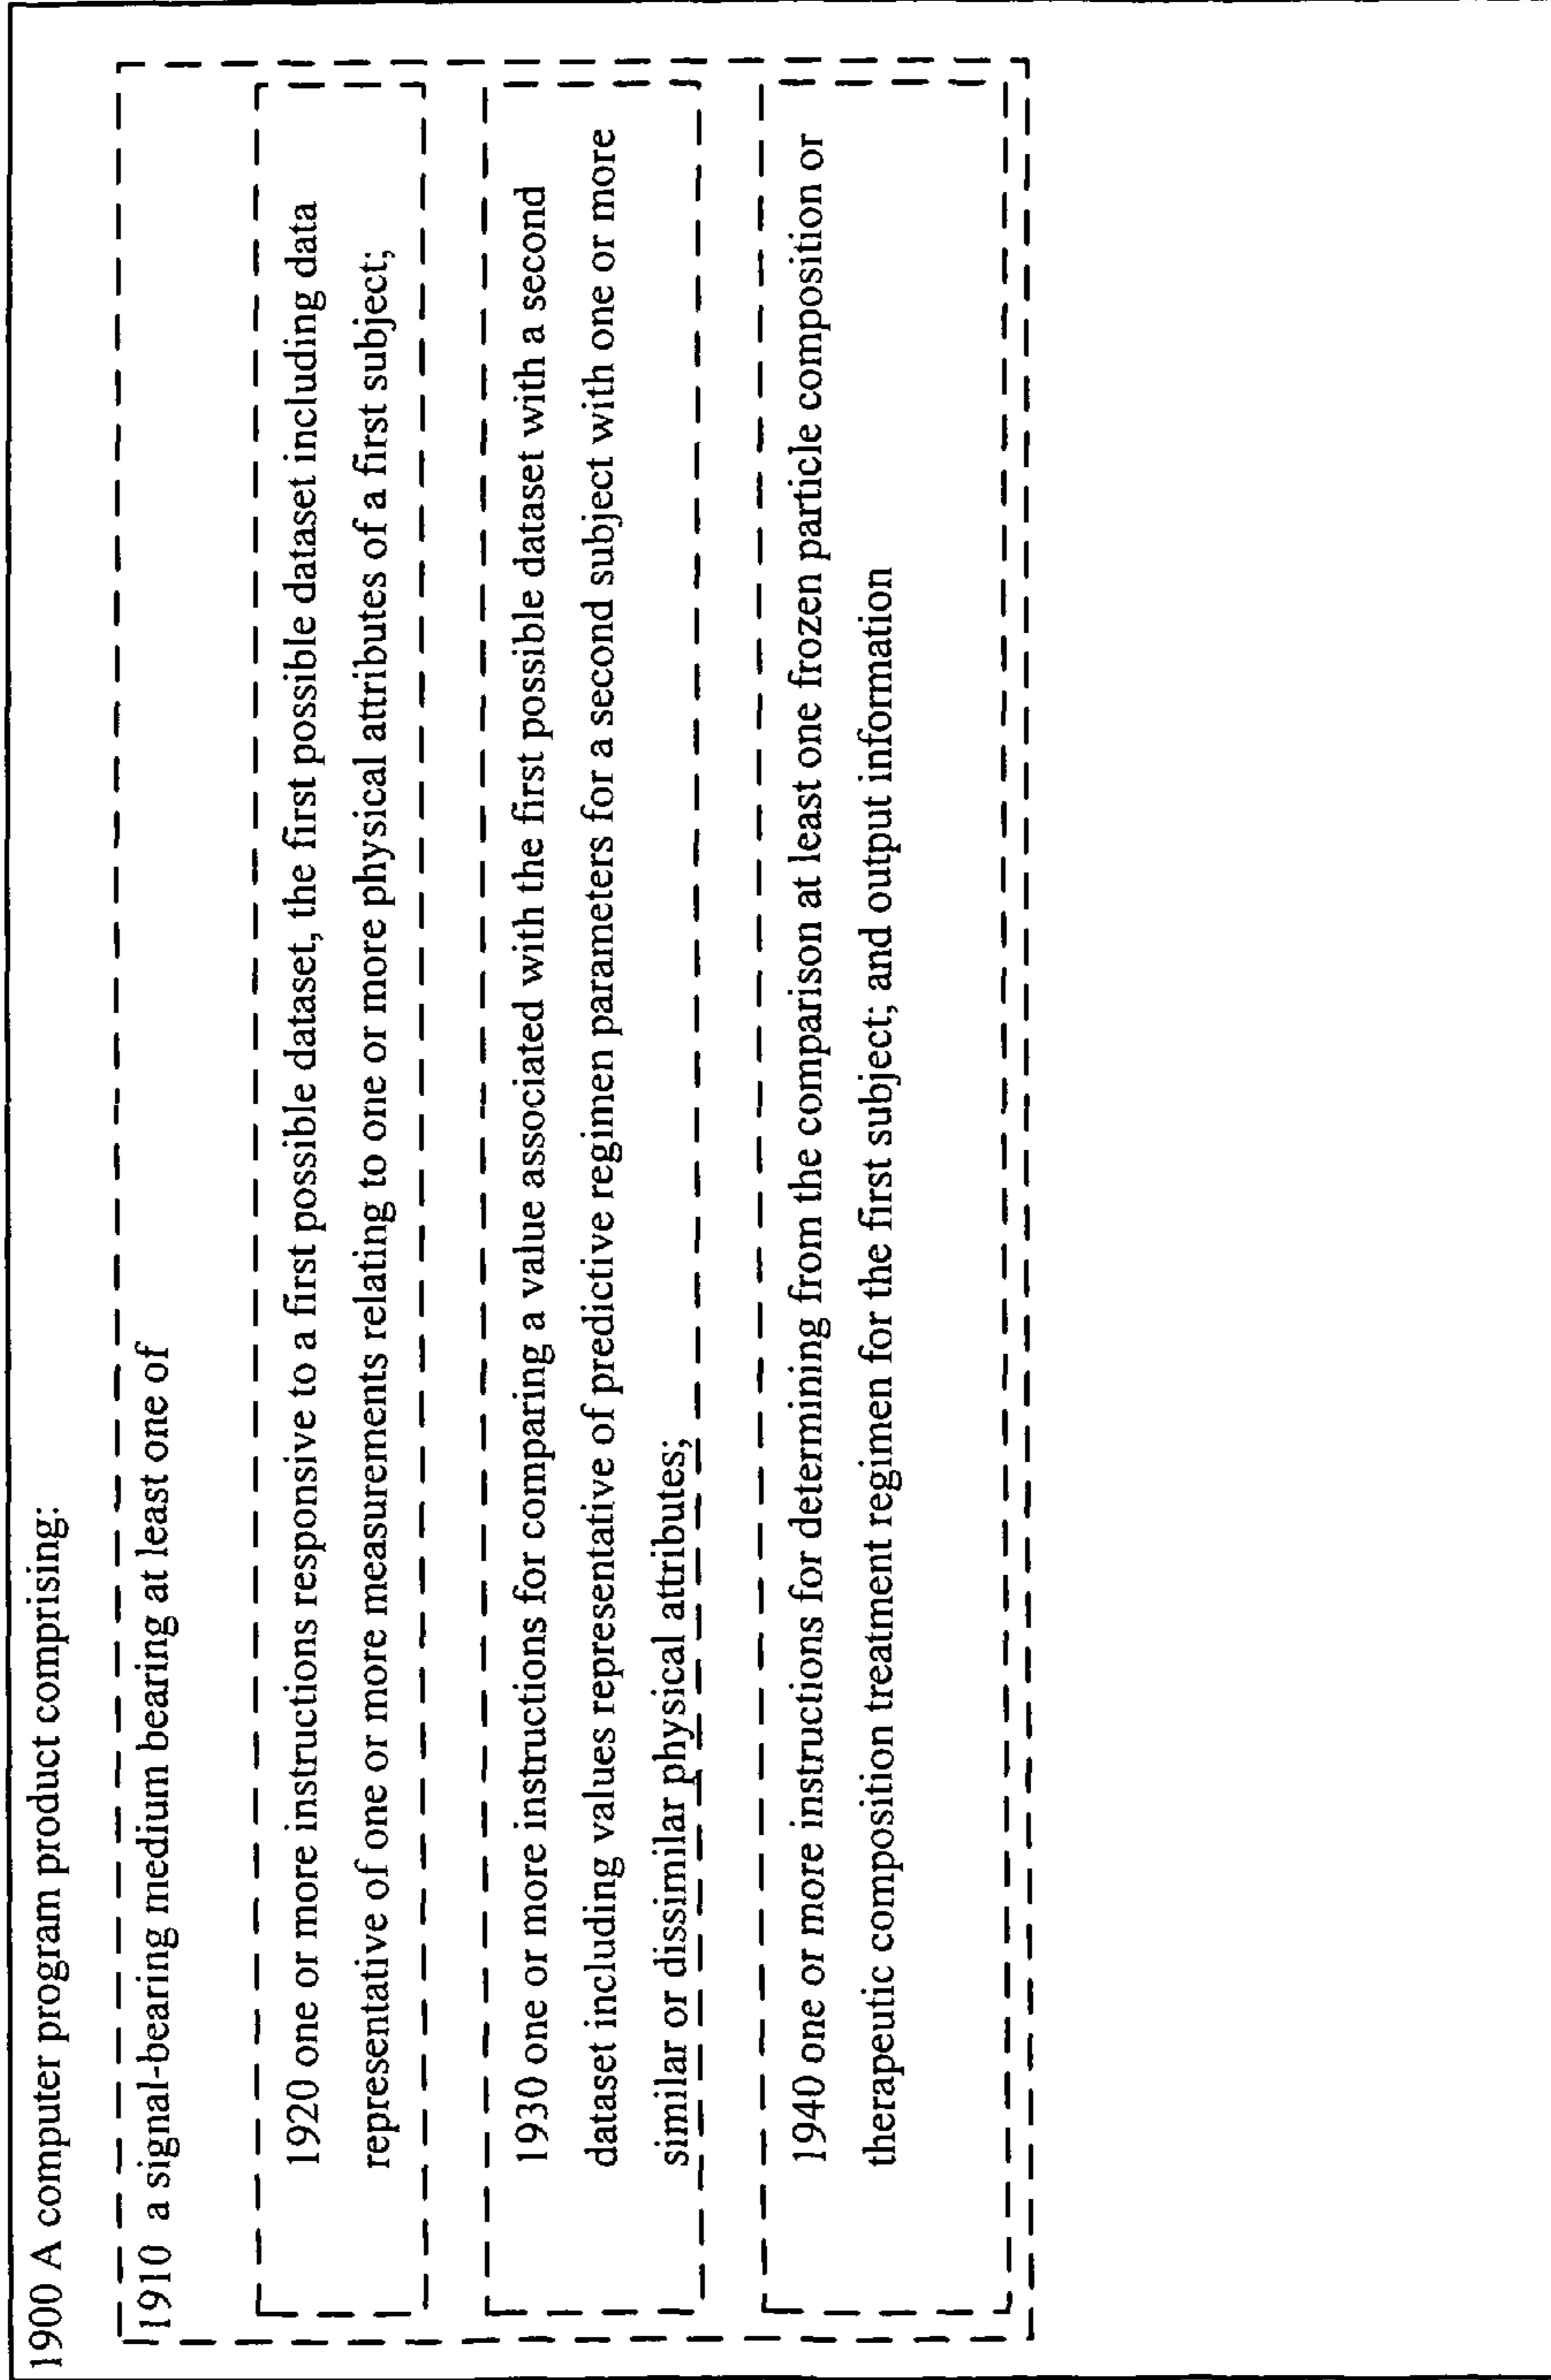 1900 A computer program product comprising:
1910 a signal-bearing medium bearing at least one of
1920 one or more instructions responsive to a first possible dataset, the first possible dataset including data
representative of one or more measurements relating to one or more physical attributes of a first subject;
1930 one or more instructions for comparing a value associated with the first possible dataset with a second
dataset including values representative of predictive regimen parameters for a second subject with one or more
similar or dissimilar physical attributes;
1940 one or more instructions for determining from the comparison at least one frozen particle composition or
therapeutic composition treatment regimen for the first subject; and output information